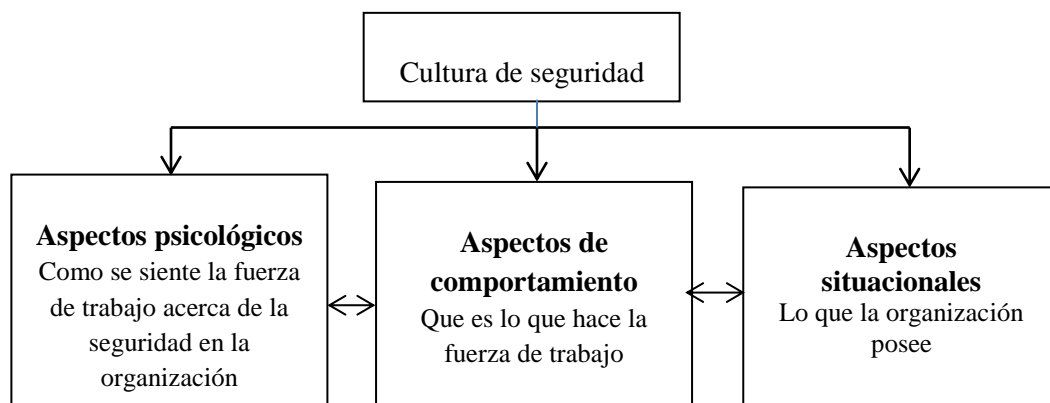 Cultura de seguridad
Aspectos psicológicos
Como se siente la fuerza
de trabajo acerca de la
seguridad en la
organización
Aspectos de
comportamiento
Que es lo que hace la
fuerza de trabajo
Aspectos
situacionales
Lo que la organización
posee